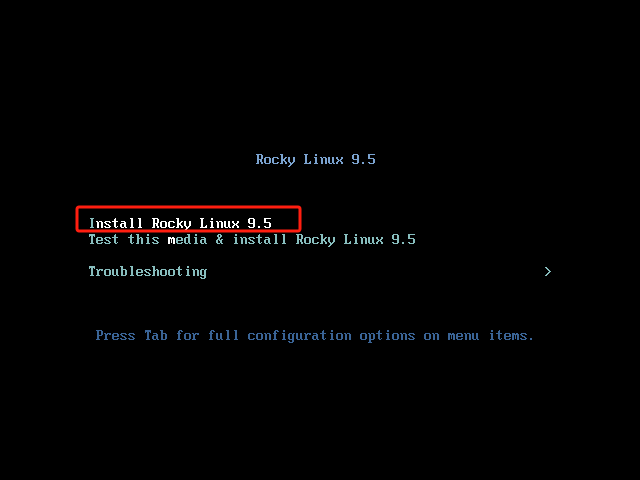 Rocky Linux 9.5
Install Rocky Linux 9.5
Test this media & install Rocky Linux 9.5
Troubleshooting >
Press Tab for full configuration options on menu items.